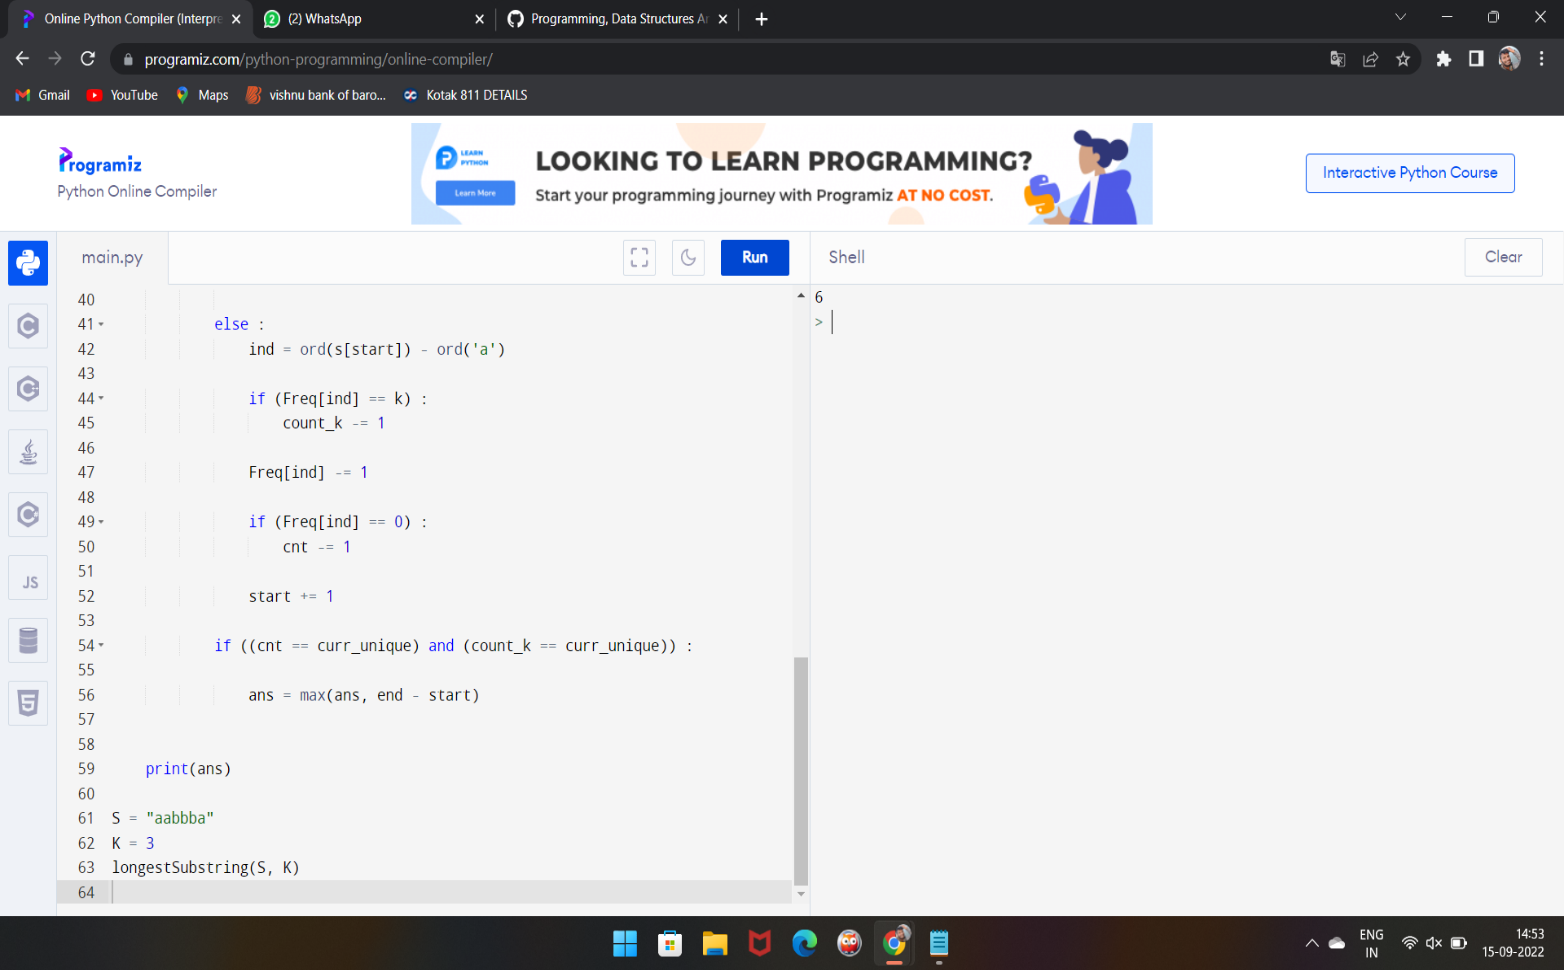 Online Python Compiler (Interpre
(2) WhatsApp
Programming, Data Structures Ar
programiz.com/python-programming/online-compiler/
Gmail
YouTube
Maps
vishnu bank of baro...
Kotak 811 DETAILS
Programiz
Python Online Compiler
LEARN
PYTHON
Learn More
LOOKING TO LEARN PROGRAMMING?
Start your programming journey with Programiz AT NO COST.
Interactive Python Course
main.py
Run
Shell
Clear
40
41 else :
42 ind = ord(s[start]) - ord('a')
43
44 if (Freq[ind] == k) :
45 count_k -= 1
46
47 Freq[ind] -= 1
48
49 if (Freq[ind] == 0) :
50 cnt -= 1
51
52 start += 1
53
54 if ((cnt == curr_unique) and (count_k == curr_unique)) :
55
56 ans = max(ans, end - start)
57
58
59 print(ans)
60
61 S = "aabbba"
62 K = 3
63 longestSubstring(S, K)
64
6
>
JS
ENG
IN
14:53
15-09-2022